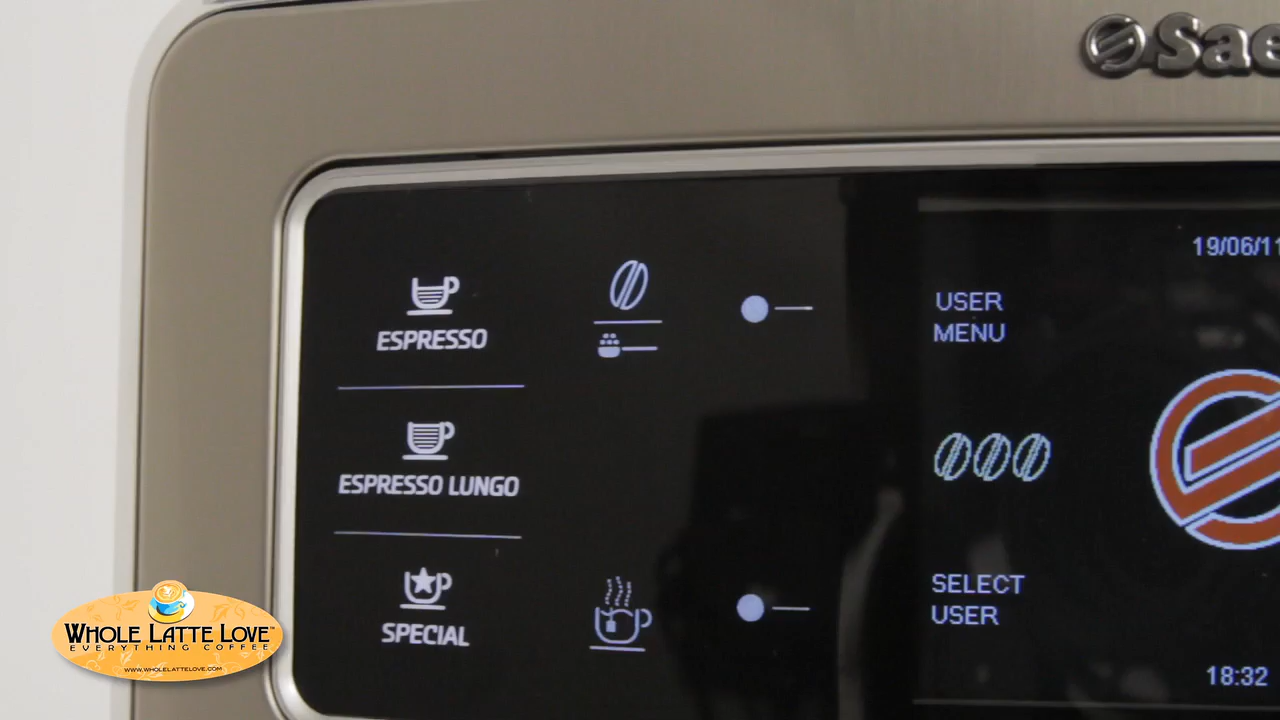 Sae
19/06/11
USER
MENU
ESPRESSO
ESPRESSO LUNGO
SELECT
USER
SPECIAL
18:32
WHOLE LATTE LOVE™
EVERYTHING COFFEE
WWW.WHOLELATTELOVE.COM